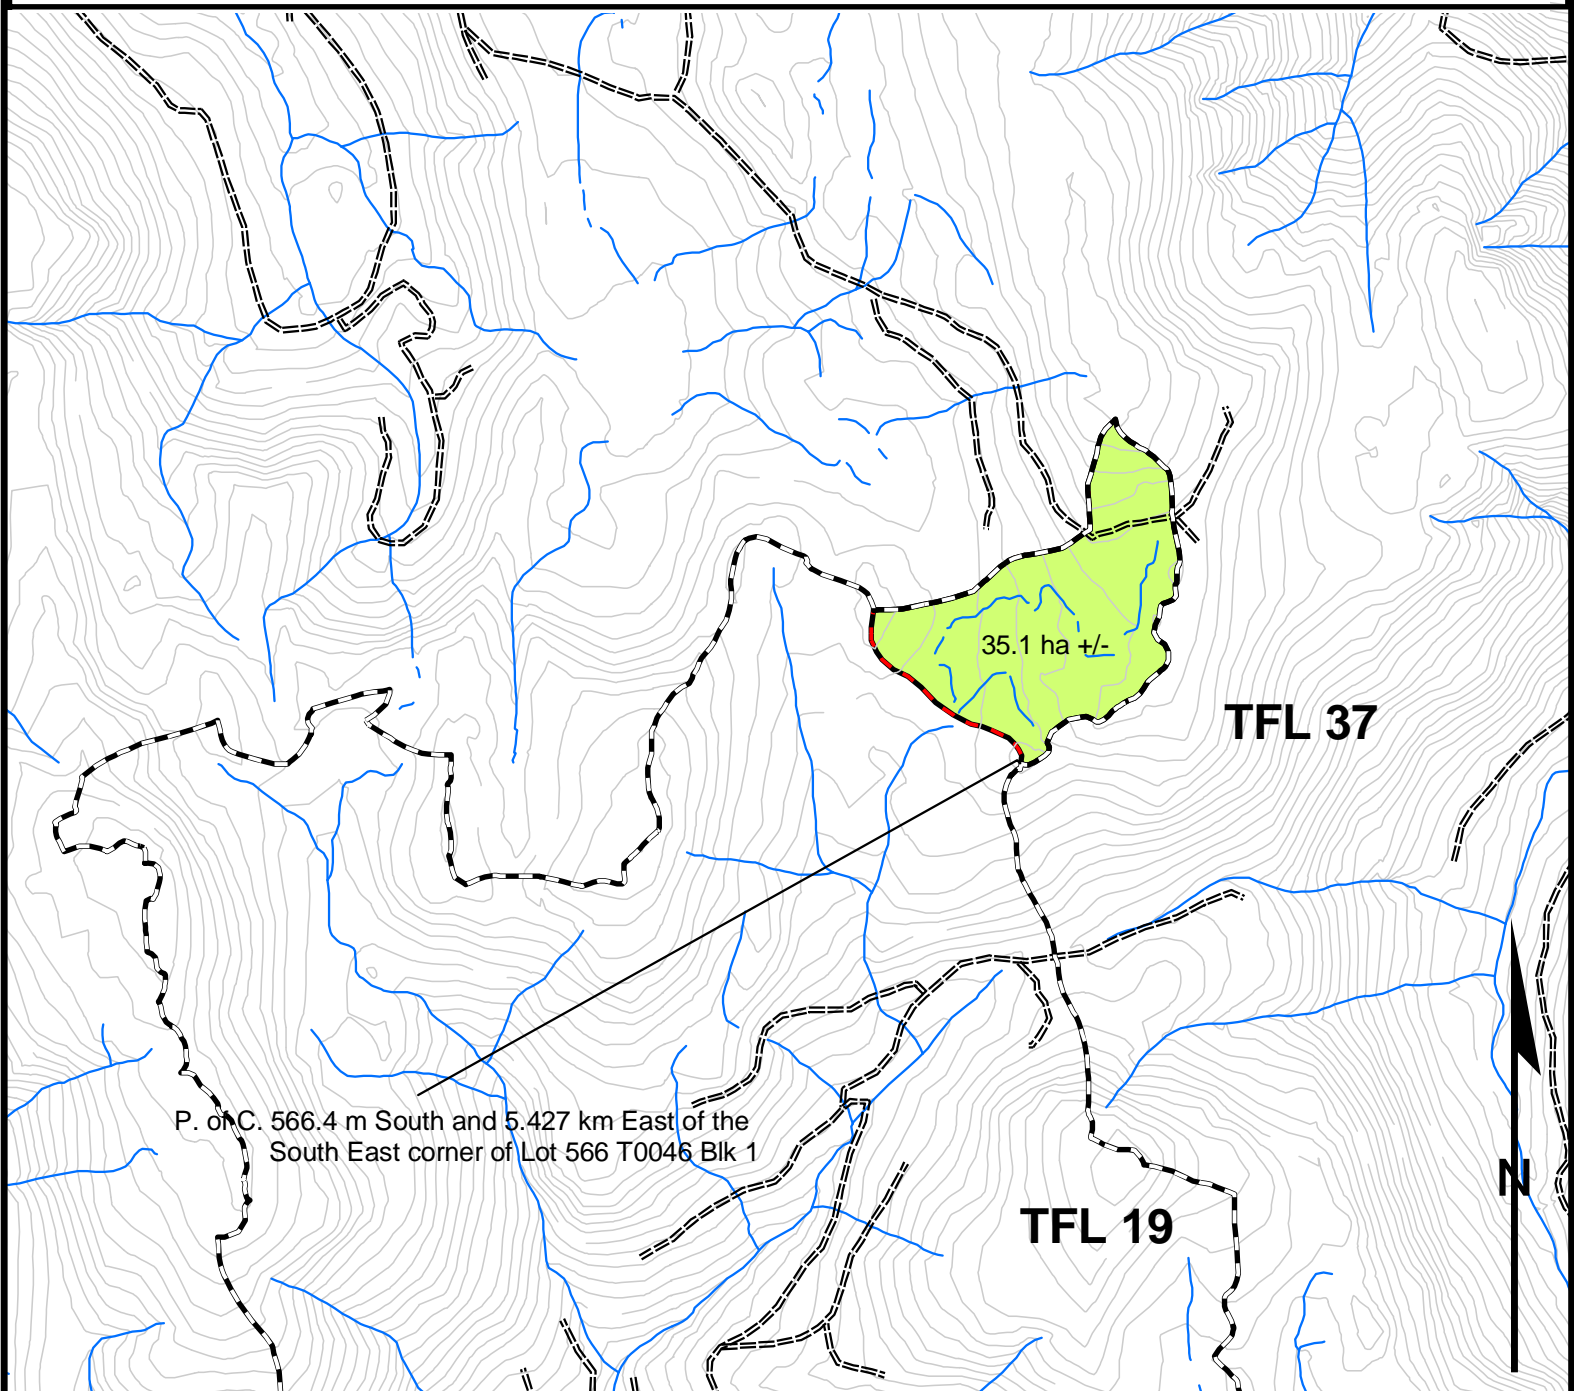 35.1 ha +/-
TFL 37
P. of C. 566.4 m South and 5.427 km East of the
South East corner of Lot 566 T0046 Blk 1
N
TFL 19